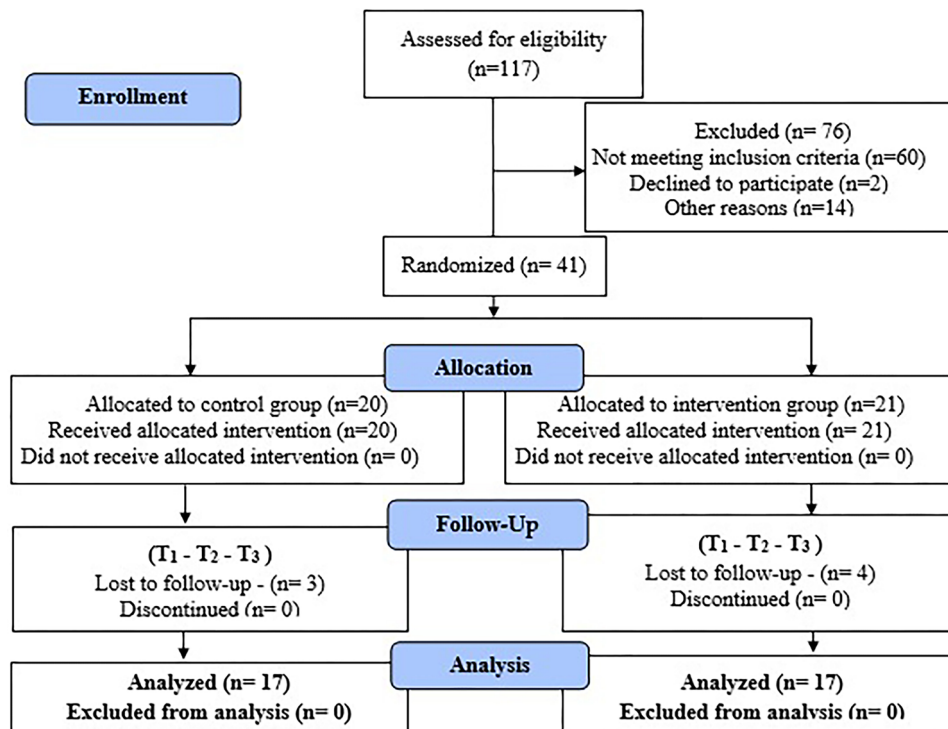 Assessed for eligibility
(n=117)
Enrollment
Excluded (n= 76)
Not meeting inclusion criteria (n=60)
Declined to participate (n=2)
Other reasons (n=14)
Randomized (n= 41)
Allocation
Allocated to control group (n=20)
Received allocated intervention (n=20)
Did not receive allocated intervention (n= 0)
Allocated to intervention group (n=21)
Received allocated intervention (n= 21)
Did not receive allocated intervention (n= 0)
Follow-Up
(T1 - T2 - T3 )
Lost to follow-up - (n= 3)
Discontinued (n= 0)
(T1 - T2 - T3 )
Lost to follow-up - (n= 4)
Discontinued (n= 0)
Analysis
Analyzed (n= 17)
Excluded from analysis (n= 0)
Analyzed (n= 17)
Excluded from analysis (n= 0)